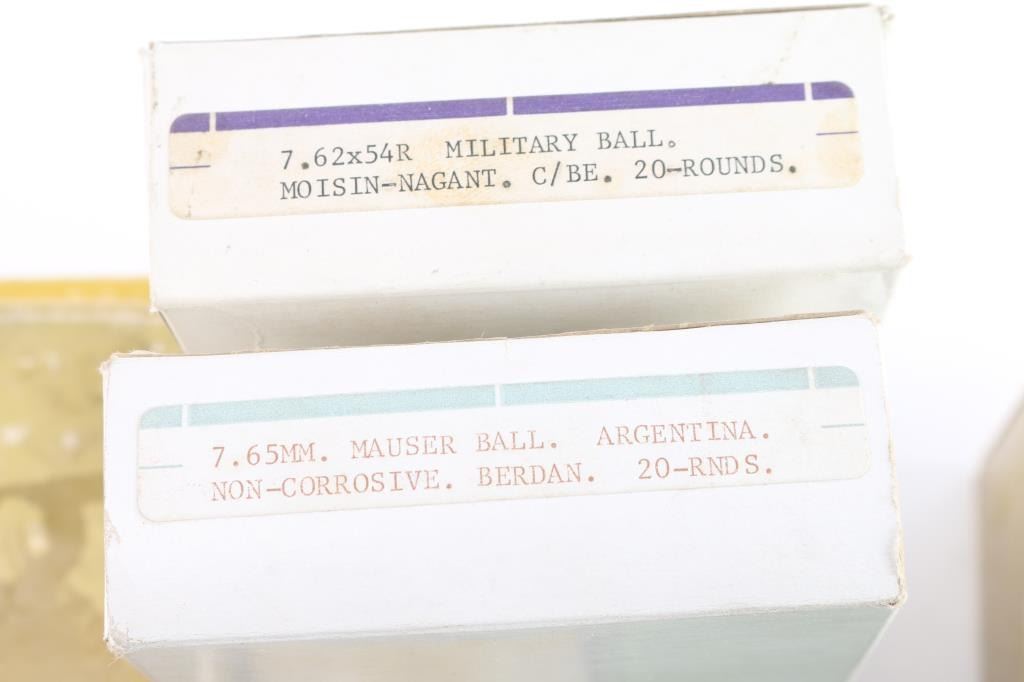 7.62x54R MILITARY BALL.
MOISIN-NAGANT. C/BE. 20-ROUNDS.
7.65MM. MAUSER BALL. ARGENTINA.
NON-CORROSIVE. BERDAN. 20-RNDS.